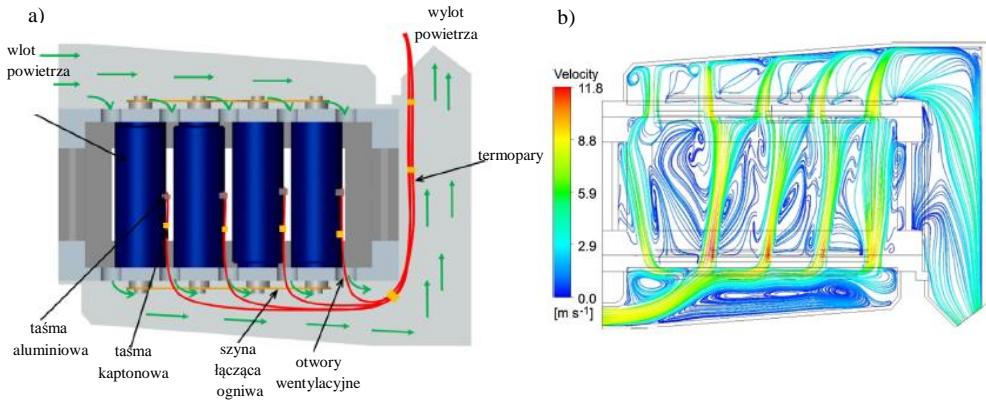 a)
wylot
powietrza
wlot
powietrza
termopary
taśma
aluminiowa
taśma
kaptonowa
szyna
łącząca
ogniwa
otwory
wentylacyjne
b)
Velocity
11.8
8.8
5.9
2.9
0.0
[m s⁻¹]